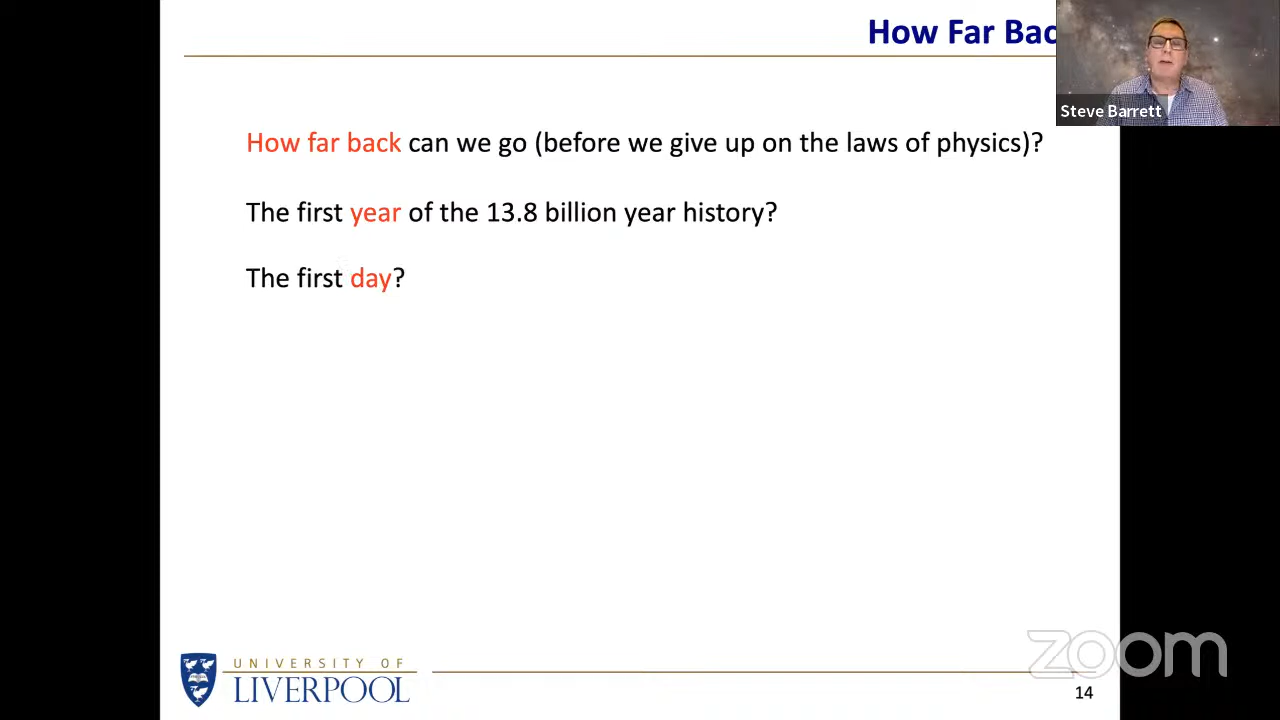 How Far Bac
Steve Barrett
How far back can we go (before we give up on the laws of physics)?
The first year of the 13.8 billion year history?
The first day?
UNIVERSITY OF
LIVERPOOL
zoom
14